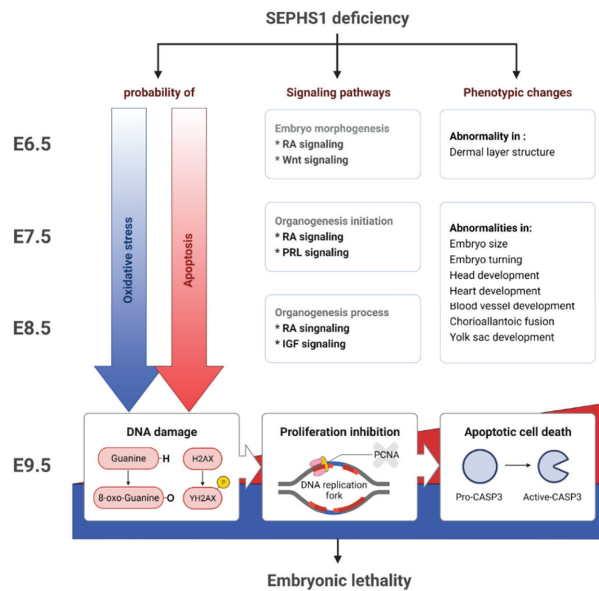 SEPHS1 deficiency
probability of
Signaling pathways
Phenotypic changes
E6.5
E7.5
E8.5
E9.5
Oxidative stress
Apoptosis
Embryo morphogenesis
* RA signaling
* Wnt signaling
Organogenesis initiation
* RA signaling
* PRL signaling
Organogenesis process
* RA singnaling
* IGF signaling
Abnormality in :
Dermal layer structure
Abnormalities in:
Embryo size
Embryo turning
Head development
Heart development
Blood vessel development
Chorioallantoic fusion
Yolk sac development
DNA damage
Guanine
H
H2AX
P
8-oxo-Guanine
O
YH2AX
Proliferation inhibition
PCNA
DNA replication
fork
Apoptotic cell death
Pro-CASP3
Active-CASP3
Embryonic lethality